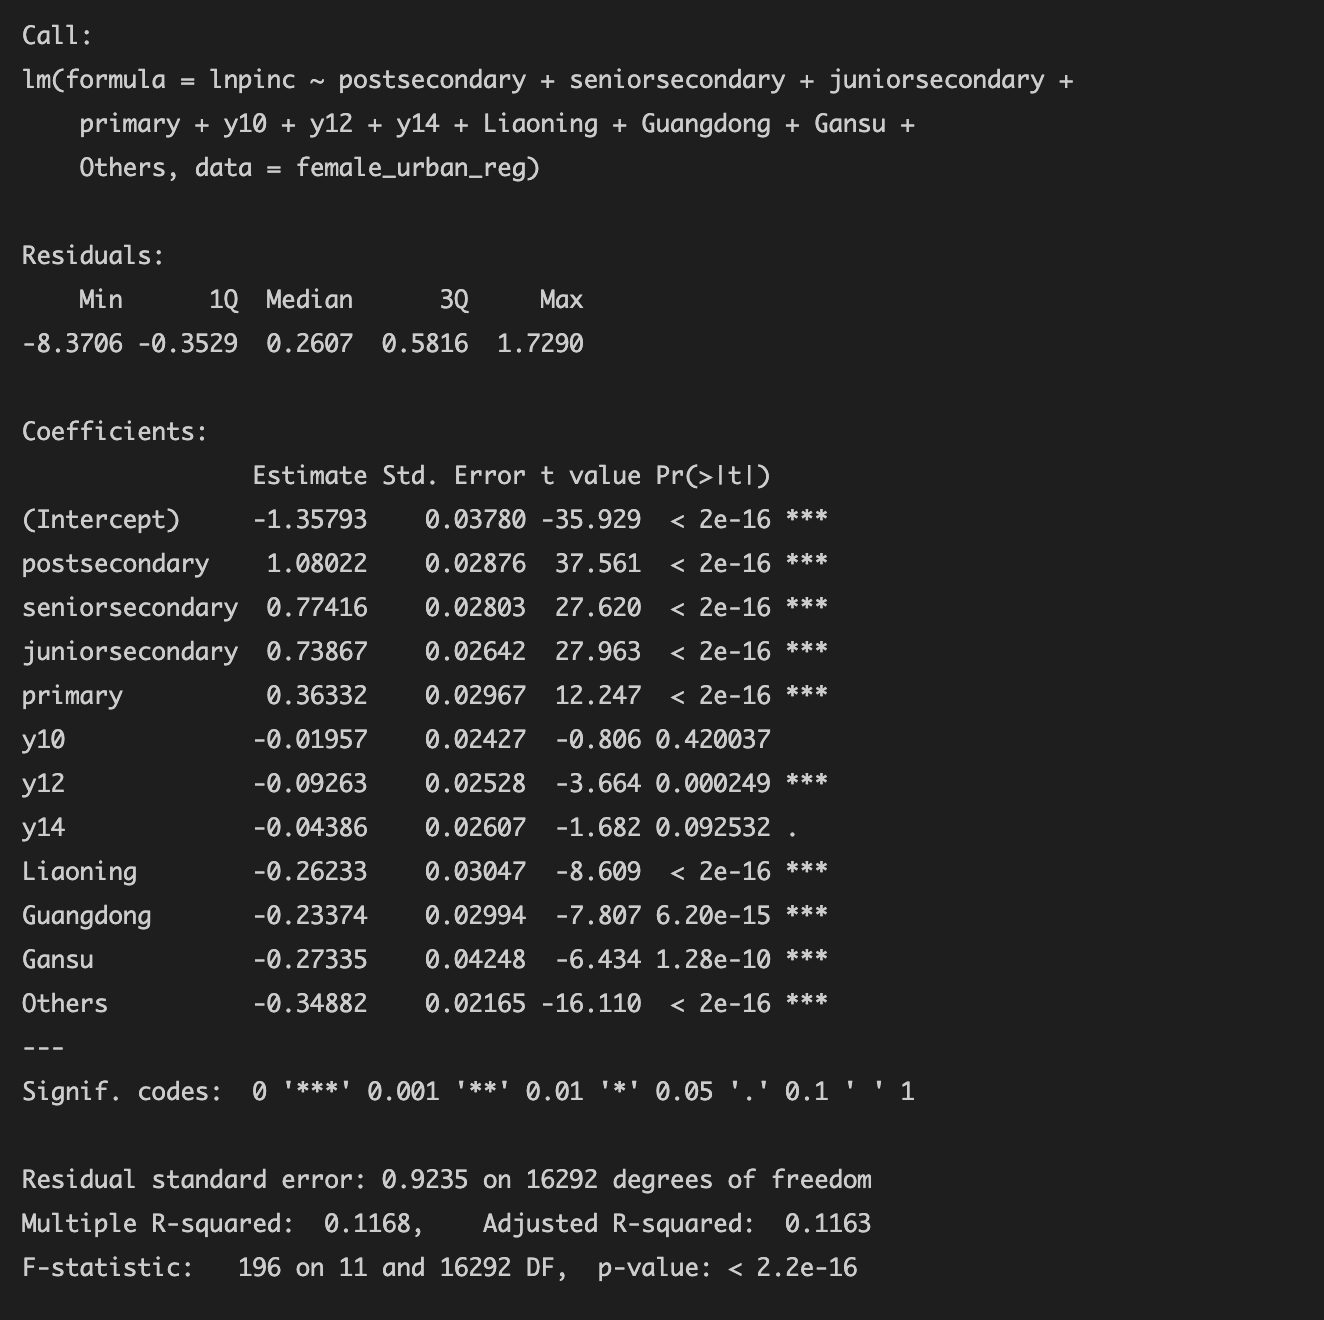 Call:
lm(formula = lnpinc ~ postsecondary + seniorsecondary + juniorsecondary +
    primary + y10 + y12 + y14 + Liaoning + Guangdong + Gansu +
    Others, data = female_urban_reg)

Residuals:
    Min      1Q  Median      3Q     Max
-8.3706 -0.3529  0.2607  0.5816  1.7290

Coefficients:
                Estimate Std. Error t value Pr(>|t|)
(Intercept)     -1.35793    0.03780 -35.929  < 2e-16 ***
postsecondary    1.08022    0.02876  37.561  < 2e-16 ***
seniorsecondary  0.77416    0.02803  27.620  < 2e-16 ***
juniorsecondary  0.73867    0.02642  27.963  < 2e-16 ***
primary          0.36332    0.02967  12.247  < 2e-16 ***
y10             -0.01957    0.02427  -0.806 0.420037
y12             -0.09263    0.02528  -3.664 0.000249 ***
y14             -0.04386    0.02607  -1.682 0.092532 .
Liaoning        -0.26233    0.03047  -8.609  < 2e-16 ***
Guangdong       -0.23374    0.02994  -7.807 6.20e-15 ***
Gansu           -0.27335    0.04248  -6.434 1.28e-10 ***
Others          -0.34882    0.02165 -16.110  < 2e-16 ***
---
Signif. codes:  0 '***' 0.001 '**' 0.01 '*' 0.05 '.' 0.1 ' ' 1

Residual standard error: 0.9235 on 16292 degrees of freedom
Multiple R-squared:  0.1168,    Adjusted R-squared:  0.1163
F-statistic:   196 on 11 and 16292 DF,  p-value: < 2.2e-16